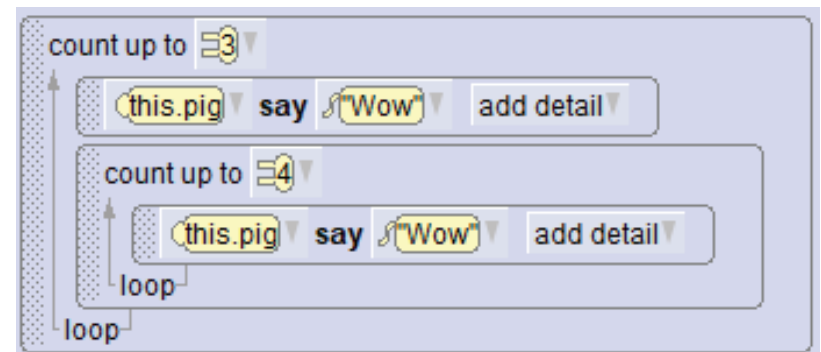 count up to 3
this.pig say "Wow" add detail
count up to 4
this.pig say "Wow" add detail
loop
loop